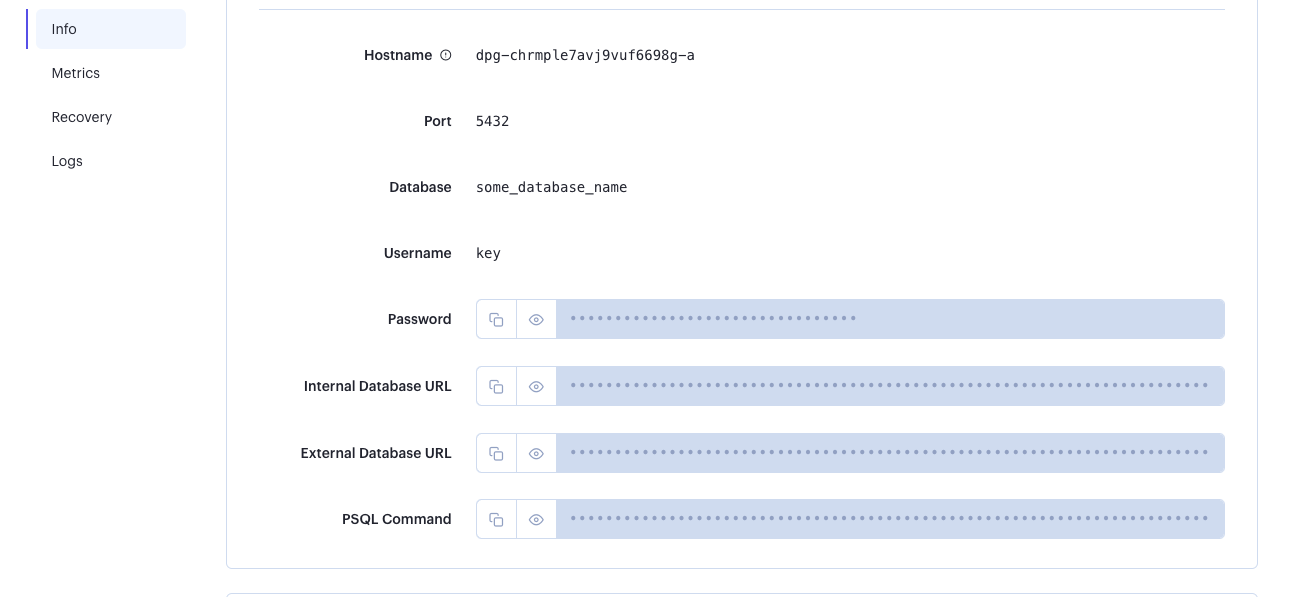 Info
Metrics
Recovery
Logs
Hostname dpg-chrmple7avj9vuf6698g-a
Port 5432
Database some_database_name
Username key
Password ••••••••••••••••••••••••••••••••
Internal Database URL •••••••••••••••••••••••••••••••••••••••••••••••••••••••••••••••••••••••
External Database URL •••••••••••••••••••••••••••••••••••••••••••••••••••••••••••••••••••••••
PSQL Command •••••••••••••••••••••••••••••••••••••••••••••••••••••••••••••••••••••••